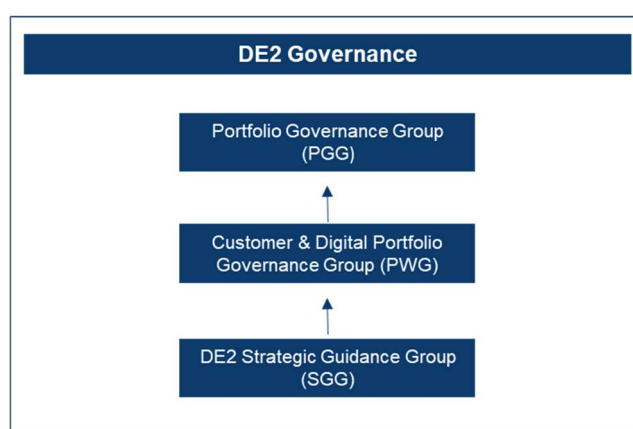 DE2 Governance
Portfolio Governance Group
(PGG)
Customer & Digital Portfolio
Governance Group (PWG)
DE2 Strategic Guidance Group
(SGG)